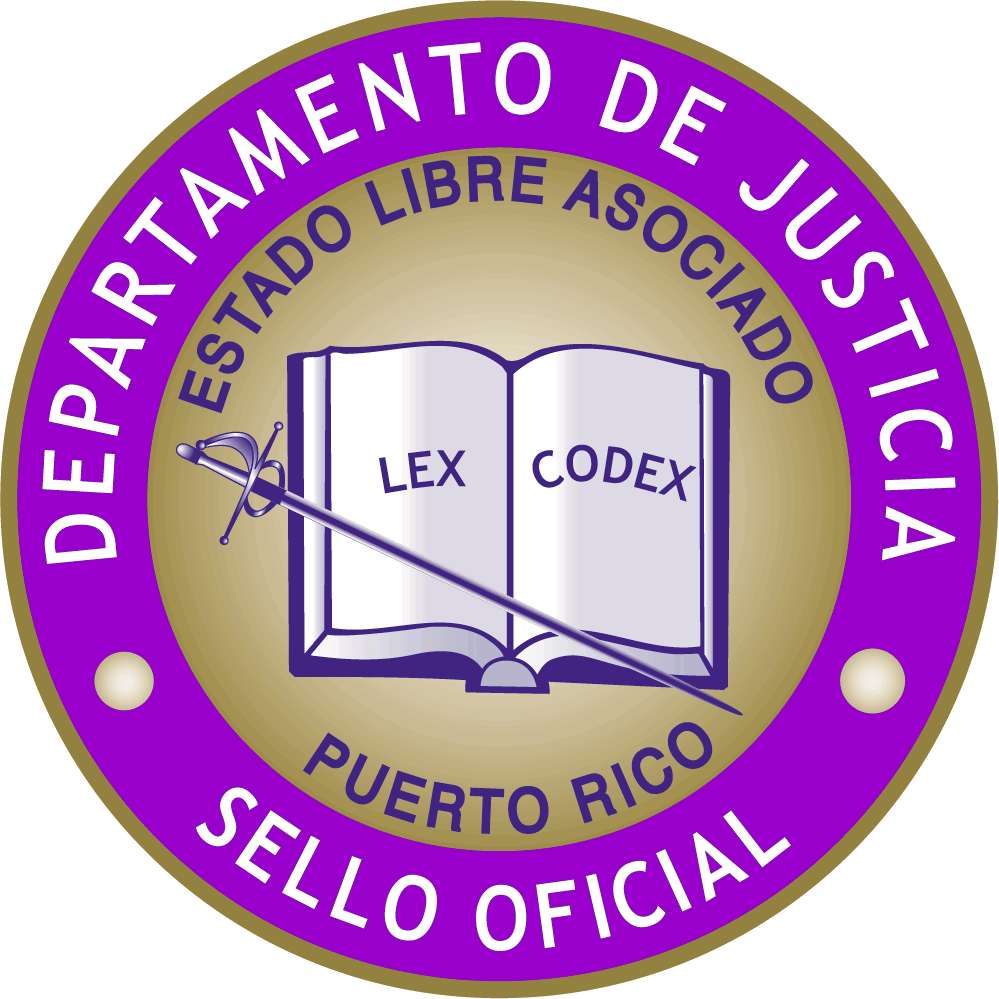 DEPARTAMENTO DE JUSTICIA
ESTADO LIBRE ASOCIADO
LEX CODEX
PUERTO RICO
SELLO OFICIAL